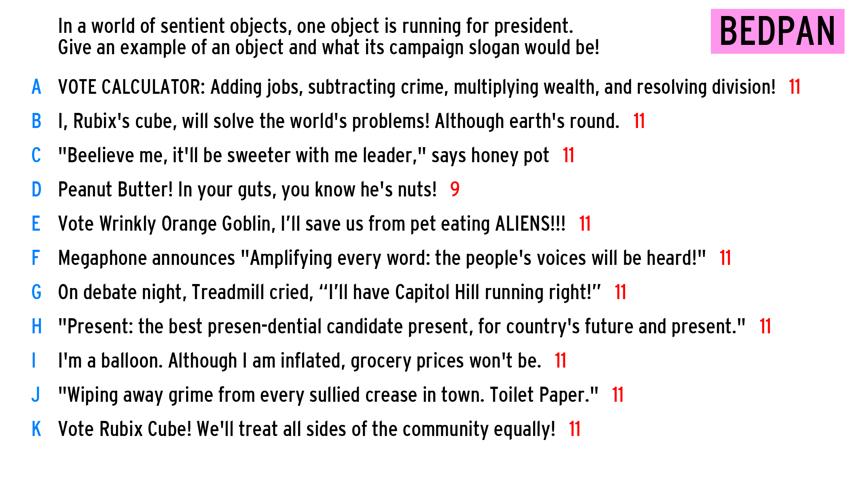 In a world of sentient objects, one object is running for president.
Give an example of an object and what its campaign slogan would be!
BEDPAN
A VOTE CALCULATOR: Adding jobs, subtracting crime, multiplying wealth, and resolving division! 11
B I, Rubix's cube, will solve the world's problems! Although earth's round. 11
C "Beelieve me, it'll be sweeter with me leader," says honey pot 11
D Peanut Butter! In your guts, you know he's nuts! 9
E Vote Wrinkly Orange Goblin, I’ll save us from pet eating ALIENS!!! 11
F Megaphone announces "Amplifying every word: the people's voices will be heard!" 11
G On debate night, Treadmill cried, “I’ll have Capitol Hill running right!” 11
H "Present: the best presen-dential candidate present, for country's future and present." 11
I I'm a balloon. Although I am inflated, grocery prices won't be. 11
J "Wiping away grime from every sullied crease in town. Toilet Paper." 11
K Vote Rubix Cube! We'll treat all sides of the community equally! 11